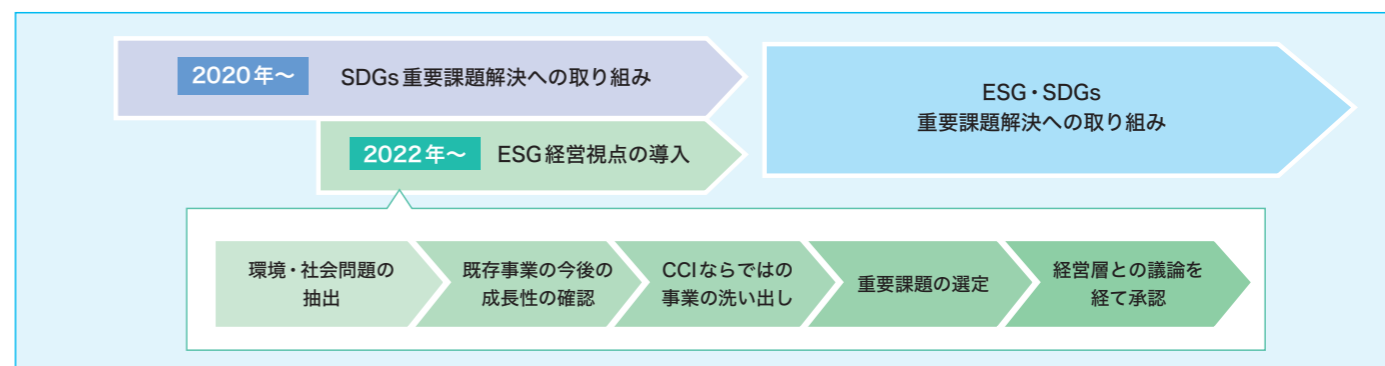 2020年〜 SDGs重要課題解決への取り組み
2022年〜 ESG経営視点の導入
ESG・SDGs
重要課題解決への取り組み
環境・社会問題の
抽出
既存事業の今後の
成長性の確認
CCIならではの
事業の洗い出し
重要課題の選定
経営層との議論を
経て承認